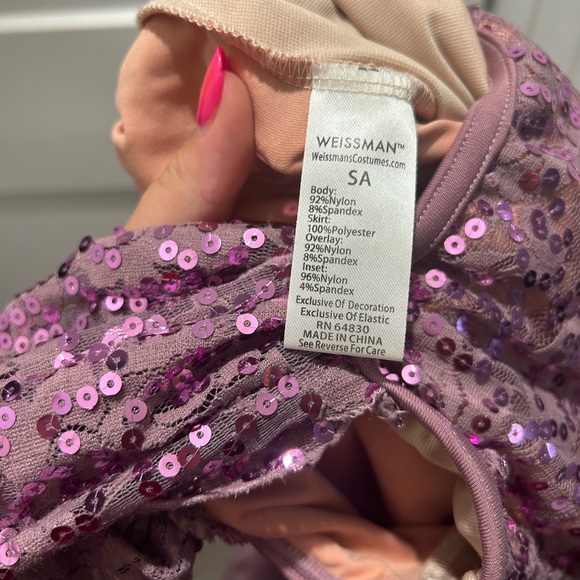 WEISSMAN™
WeissmansCostumes.com
SA
Body:
92%Nylon
8%Spandex
Skirt:
100%Polyester
Overlay:
92%Nylon
8%Spandex
Inset:
96%Nylon
4%Spandex
Exclusive Of Decoration
Exclusive Of Elastic
RN 64830
MADE IN CHINA
See Reverse For Care